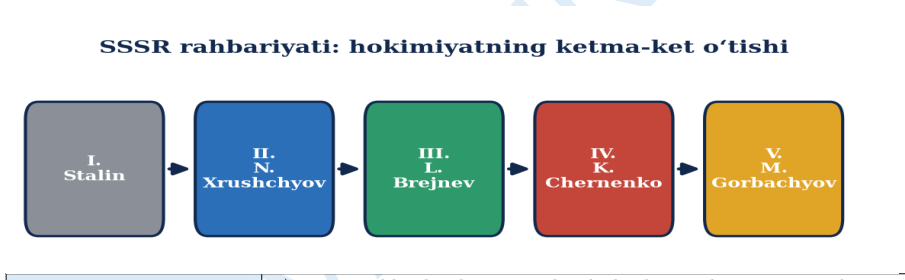 SSSR rahbariyati: hokimiyatning ketma-ket o‘tishi
I.
Stalin
II.
N.
Xrushchyov
III.
L.
Brejnev
IV.
K.
Chernenko
V.
M.
Gorbachyov